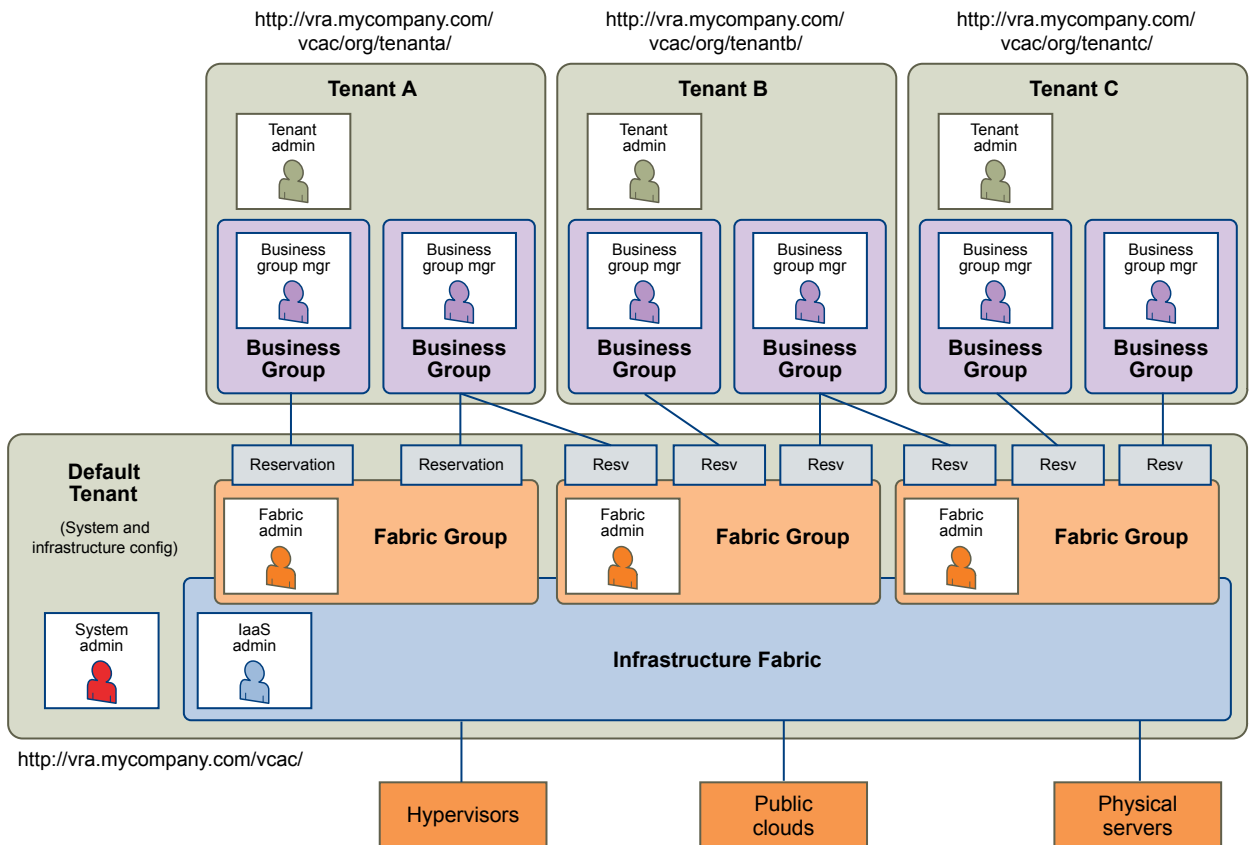 http://vra.mycompany.com/
vcac/org/tenanta/
http://vra.mycompany.com/
vcac/org/tenantb/
http://vra.mycompany.com/
vcac/org/tenantc/
Tenant A
Tenant
admin
Business
group mgr
Business
Group
Business
group mgr
Business
Group
Tenant B
Tenant
admin
Business
group mgr
Business
Group
Business
group mgr
Business
Group
Tenant C
Tenant
admin
Business
group mgr
Business
Group
Business
group mgr
Business
Group
Default
Tenant
(System and
infrastructure config)
Reservation
Reservation
Resv
Resv
Resv
Resv
Resv
Resv
Fabric
admin
Fabric Group
Fabric
admin
Fabric Group
Fabric
admin
Fabric Group
System
admin
IaaS
admin
Infrastructure Fabric
http://vra.mycompany.com/vcac/
Hypervisors
Public
clouds
Physical
servers